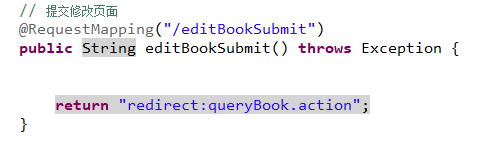 // 提交修改页面
@RequestMapping("/editBookSubmit")
public String editBookSubmit() throws Exception {
return "redirect:queryBook.action";
}